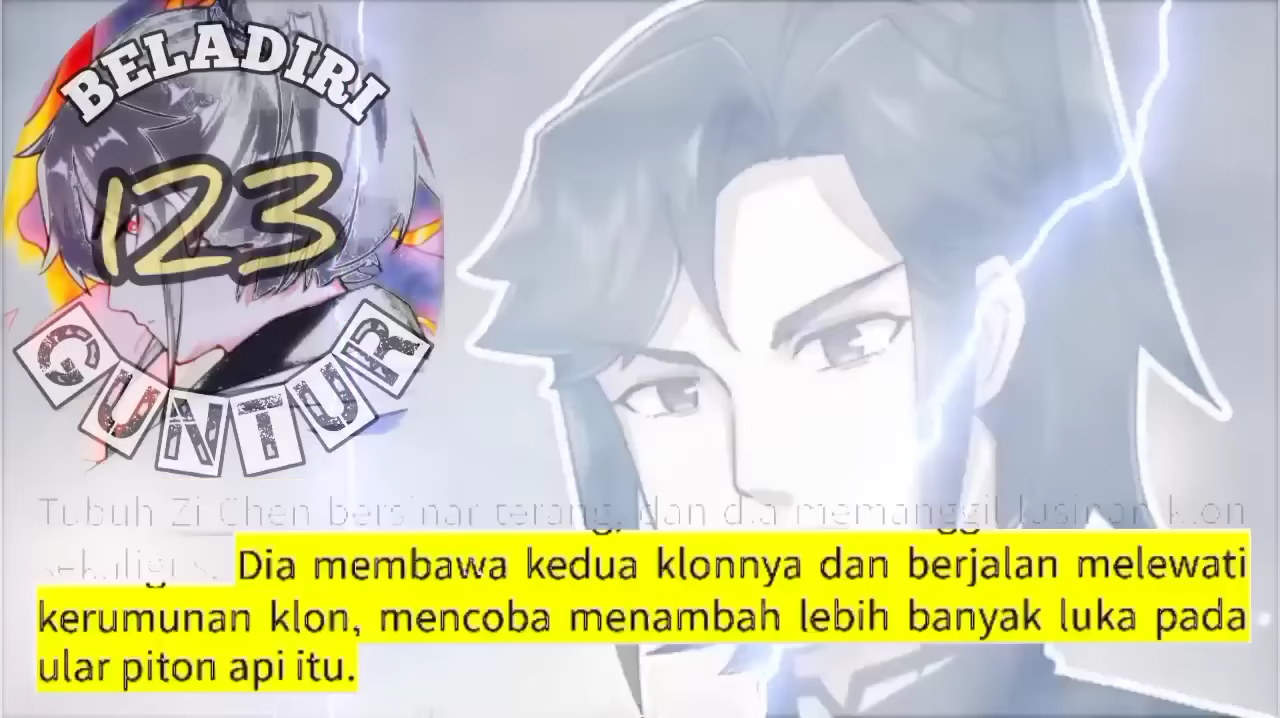 BELADIRI
123
GUNTUR
Tubuh Zi Chen bersinar terang, dan dia memanggil klon
sekaligus. Dia membawa kedua klonnya dan berjalan melewati
kerumunan klon, mencoba menambah lebih banyak luka pada
ular piton api itu.